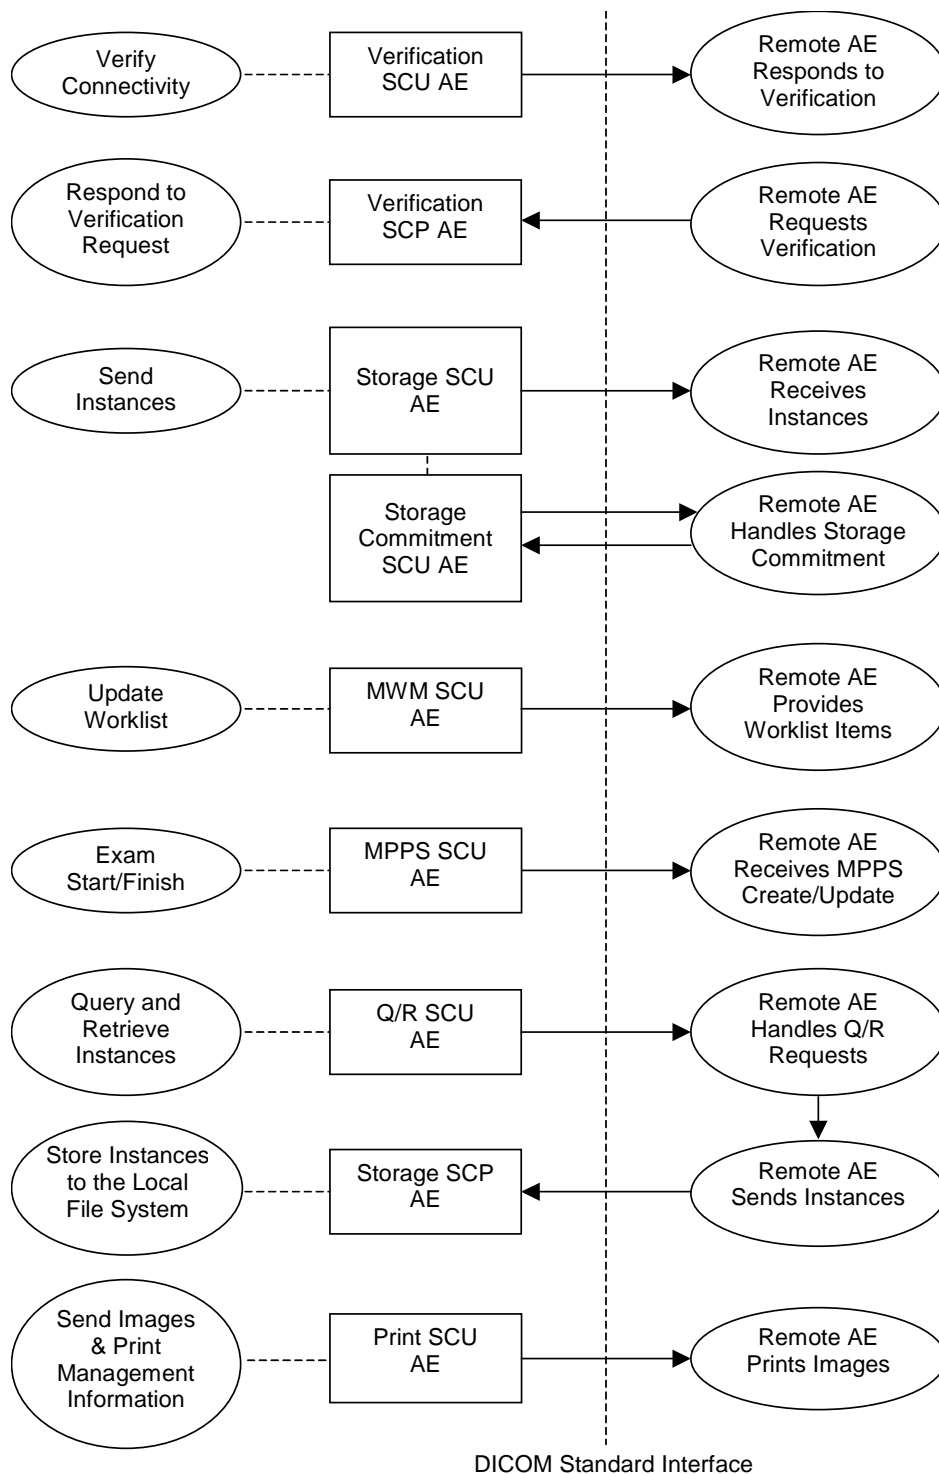 Verify
Connectivity
Verification
SCU AE
Remote AE
Responds to
Verification
Respond to
Verification
Request
Verification
SCP AE
Remote AE
Requests
Verification
Send
Instances
Storage SCU
AE
Remote AE
Receives
Instances
Storage
Commitment
SCU AE
Remote AE
Handles Storage
Commitment
Update
Worklist
MWM SCU
AE
Remote AE
Provides
Worklist Items
Exam
Start/Finish
MPPS SCU
AE
Remote AE
Receives MPPS
Create/Update
Query and
Retrieve
Instances
Q/R SCU
AE
Remote AE
Handles Q/R
Requests
Store Instances
to the Local
File System
Storage SCP
AE
Remote AE
Sends Instances
Send Images
& Print
Management
Information
Print SCU
AE
Remote AE
Prints Images
DICOM Standard Interface